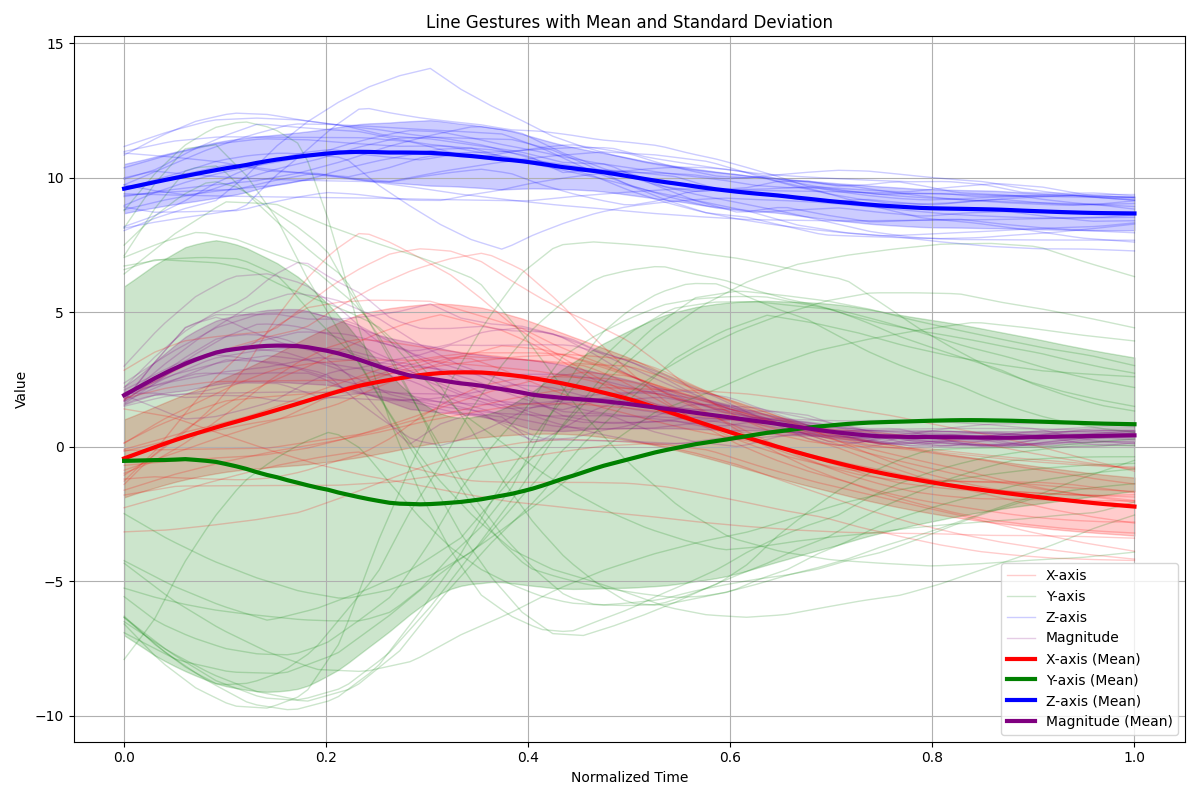 Line Gestures with Mean and Standard Deviation
15
10
5
0
−5
−10
Value
0.0
0.2
0.4
0.6
0.8
1.0
Normalized Time
X-axis
Y-axis
Z-axis
Magnitude
X-axis (Mean)
Y-axis (Mean)
Z-axis (Mean)
Magnitude (Mean)